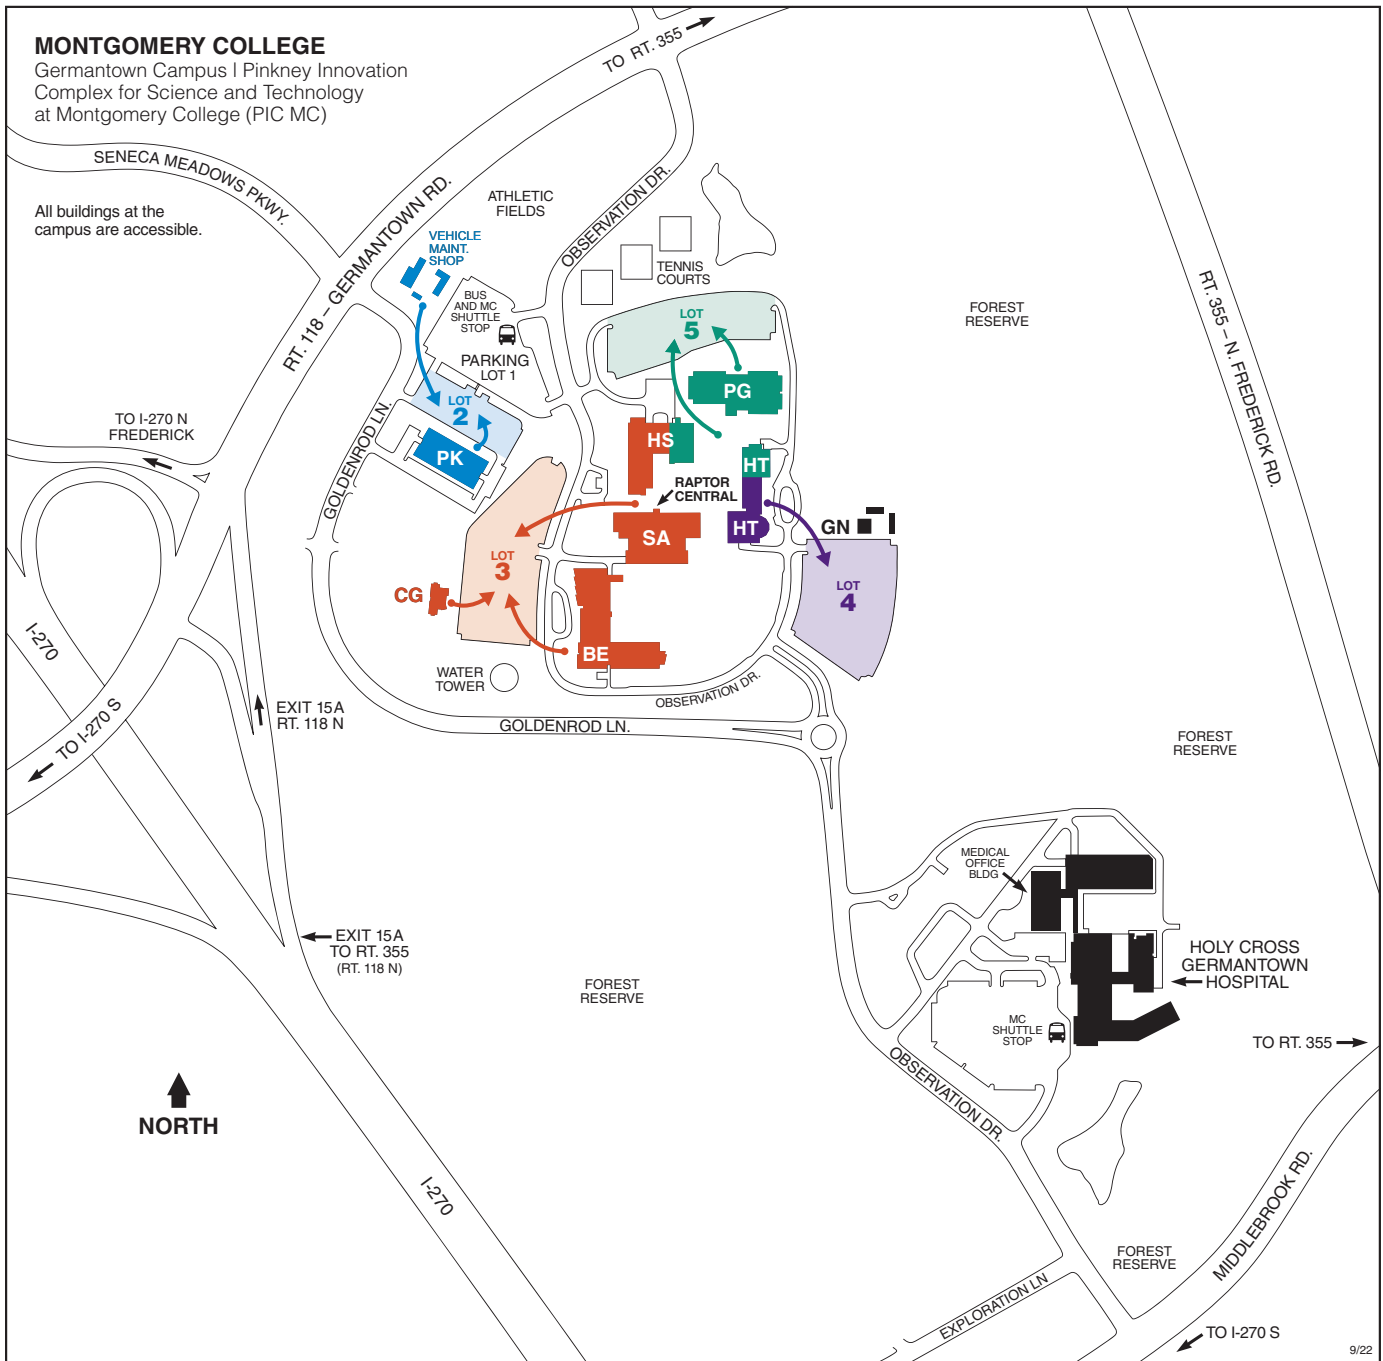 MONTGOMERY COLLEGE
Germantown Campus | Pinkney Innovation
Complex for Science and Technology
at Montgomery College (PIC MC)
TO RT. 355
SENECA MEADOWS PKWY.
All buildings at the
campus are accessible.
RT. 118 – GERMANTOWN RD.
ATHLETIC
FIELDS
OBSERVATION DR.
VEHICLE
MAINT.
SHOP
TENNIS
COURTS
BUS
AND MC
SHUTTLE
STOP
PARKING
LOT 1
FOREST
RESERVE
RT. 355 – N. FREDERICK RD.
LOT
5
PG
LOT
2
PK
TO I-270 N
FREDERICK
GOLDENROD LN.
HS
HT
RAPTOR
CENTRAL
SA
HT
GN
LOT
3
LOT
4
CG
BE
I-270
WATER
TOWER
OBSERVATION DR.
EXIT 15A
RT. 118 N
GOLDENROD LN.
TO I-270 S
FOREST
RESERVE
MEDICAL
OFFICE
BLDG
EXIT 15A
TO RT. 355
(RT. 118 N)
HOLY CROSS
GERMANTOWN
HOSPITAL
FOREST
RESERVE
MC
SHUTTLE
STOP
TO RT. 355
OBSERVATION DR.
NORTH
I-270
MIDDLEBROOK RD.
FOREST
RESERVE
EXPLORATION LN
TO I-270 S
9/22